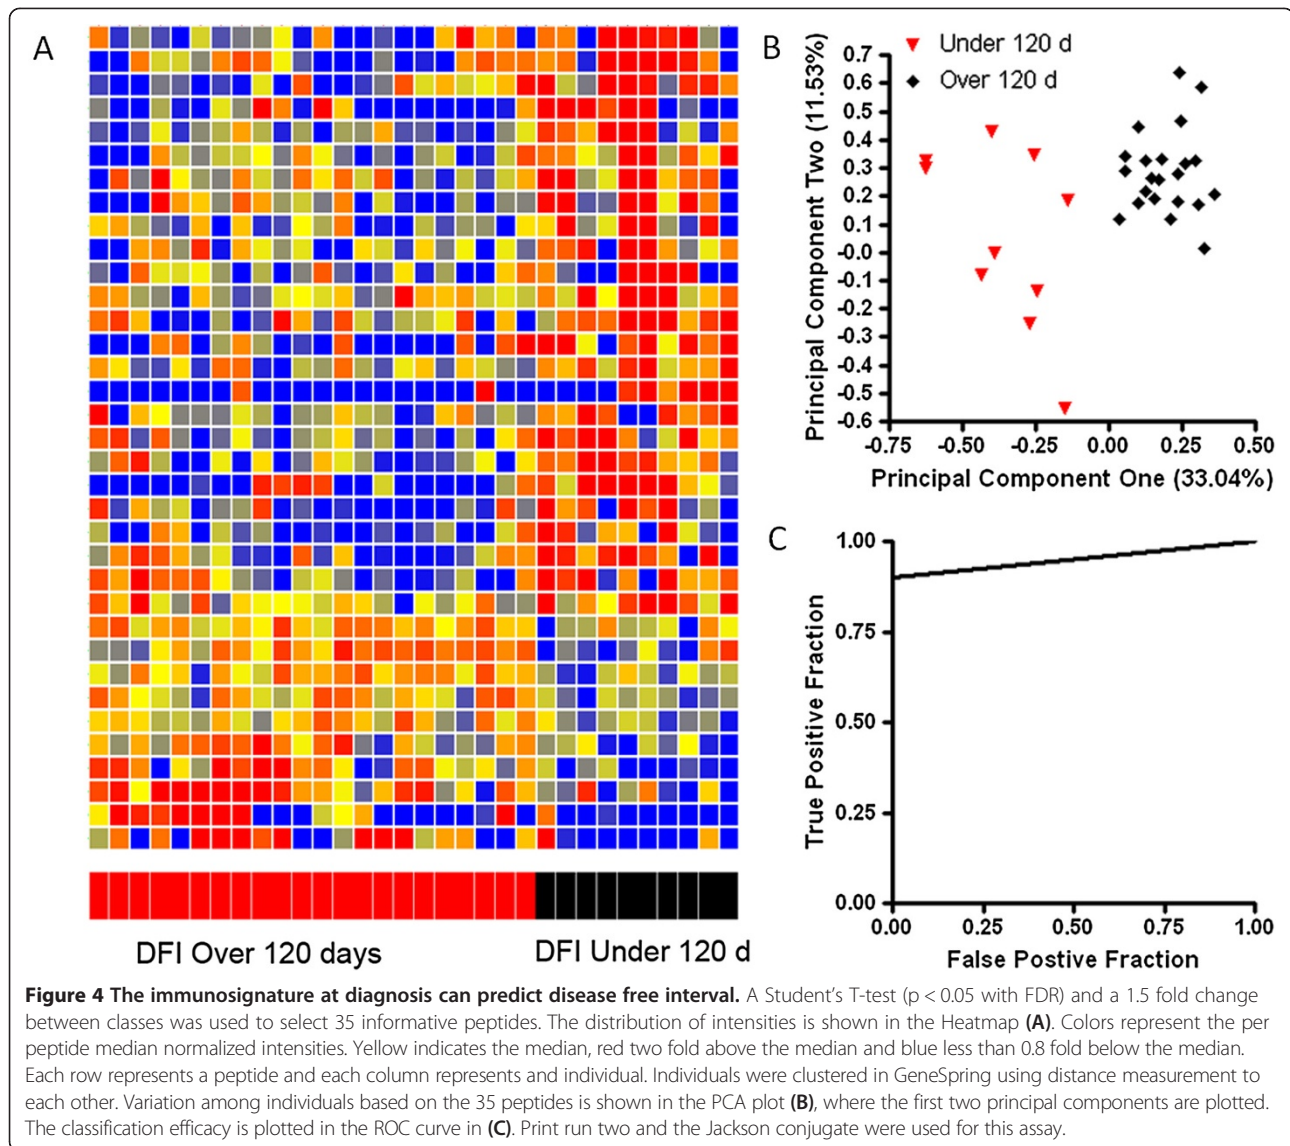 A
DFI Over 120 days
DFI Under 120 d
B
Under 120 d
Over 120 d
Principal Component Two (11.53%)
0.7
0.6
0.5
0.4
0.3
0.2
0.1
-0.0
-0.1
-0.2
-0.3
-0.4
-0.5
-0.6
-0.75
-0.50
-0.25
0.00
0.25
0.50
Principal Component One (33.04%)
C
True Positive Fraction
1.00
0.75
0.50
0.25
0.00
0.00
0.25
0.50
0.75
1.00
False Postive Fraction
Figure 4 The immunosignature at diagnosis can predict disease free interval. A Student's T-test (p < 0.05 with FDR) and a 1.5 fold change
between classes was used to select 35 informative peptides. The distribution of intensities is shown in the Heatmap (A). Colors represent the per
peptide median normalized intensities. Yellow indicates the median, red two fold above the median and blue less than 0.8 fold below the median.
Each row represents a peptide and each column represents and individual. Individuals were clustered in GeneSpring using distance measurement to
each other. Variation among individuals based on the 35 peptides is shown in the PCA plot (B), where the first two principal components are plotted.
The classification efficacy is plotted in the ROC curve in (C). Print run two and the Jackson conjugate were used for this assay.